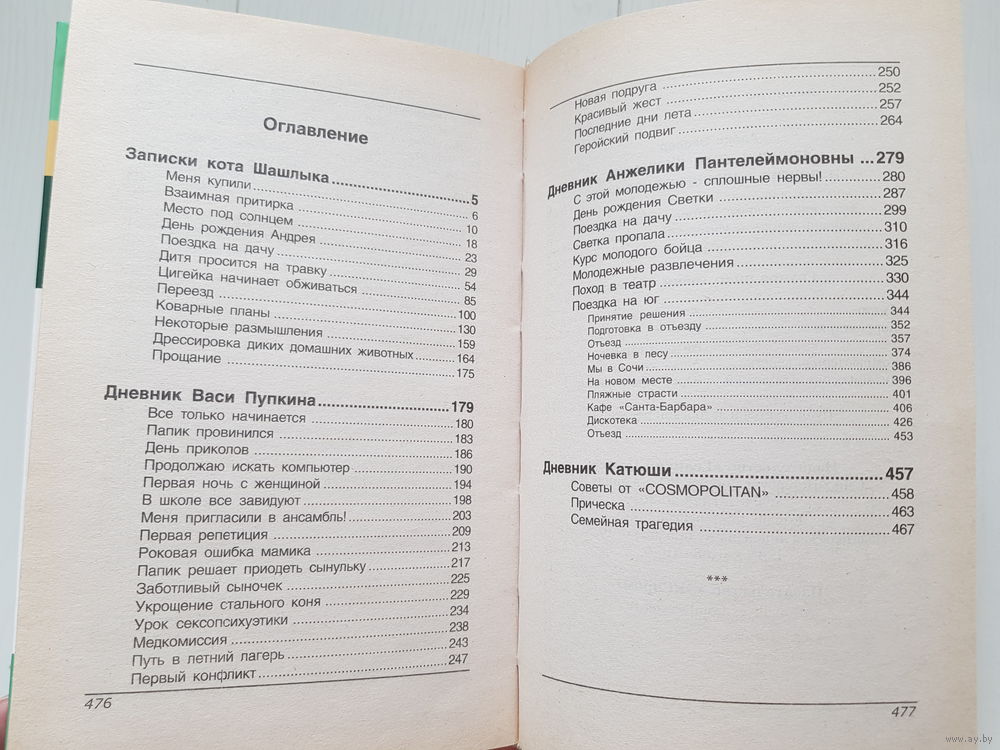 Оглавление
Записки кота Шашлыка ..................... 5
Меня купили ..................... 6
Взаимная притирка ..................... 10
Место под солнцем ..................... 18
День рождения Андрея ..................... 23
Поездка на дачу ..................... 29
Дитя просится на травку ..................... 54
Цигейка начинает обживаться ..................... 85
Переезд ..................... 100
Коварные планы ..................... 130
Некоторые размышления ..................... 159
Дрессировка диких домашних животных ..................... 164
Прощание ..................... 175
Дневник Васи Пупкина ..................... 179
Все только начинается ..................... 180
Папик провинился ..................... 183
День приколов ..................... 186
Продолжаю искать компьютер ..................... 190
Первая ночь с женщиной ..................... 194
В школе все завидуют ..................... 198
Меня пригласили в ансамбль! ..................... 203
Первая репетиция ..................... 209
Роковая ошибка мамика ..................... 213
Папик решает приодеть сынульку ..................... 217
Заботливый сыночек ..................... 225
Укрощение стального коня ..................... 229
Урок сексопсихуэтики ..................... 234
Медкомиссия ..................... 238
Путь в летний лагерь ..................... 243
Первый конфликт ..................... 247
476
Новая подруга ..................... 250
Красивый жест ..................... 252
Последние дни лета ..................... 257
Геройский подвиг ..................... 264
Дневник Анжелики Пантелеймоновны ... 279
С этой молодежью - сплошные нервы! ..................... 280
День рождения Светки ..................... 287
Поездка на дачу ..................... 299
Светка пропала ..................... 310
Курс молодого бойца ..................... 316
Молодежные развлечения ..................... 325
Поход в театр ..................... 330
Поездка на юг ..................... 344
Принятие решения ..................... 344
Подготовка к отъезду ..................... 352
Отъезд ..................... 357
Ночевка в лесу ..................... 374
Мы в Сочи ..................... 386
На новом месте ..................... 396
Пляжные страсти ..................... 401
Кафе «Санта-Барбара» ..................... 406
Дискотека ..................... 426
Отъезд ..................... 453
Дневник Катюши ..................... 457
Советы от «COSMOPOLITAN» ..................... 458
Прическа ..................... 463
Семейная трагедия ..................... 467
***
477
www.ay.by